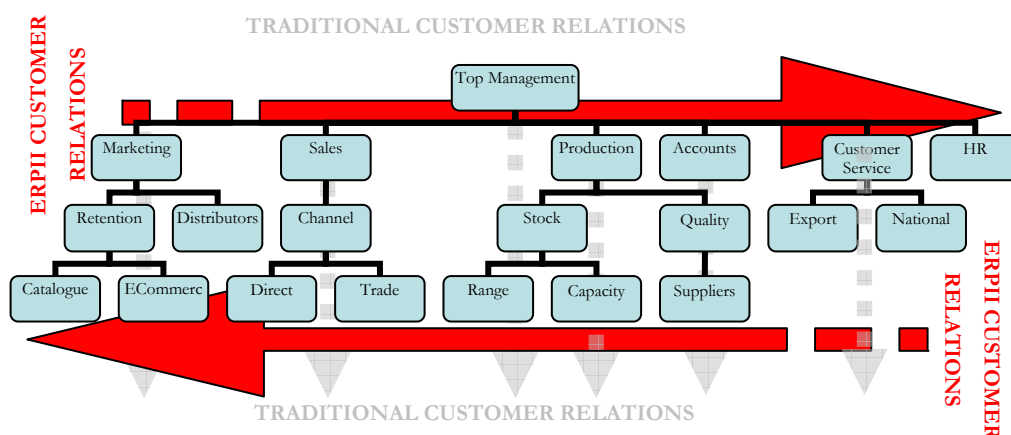 TRADITIONAL CUSTOMER RELATIONS
ERPII CUSTOMER
RELATIONS
Top Management
Marketing
Sales
Production
Accounts
Customer
Service
HR
Retention
Distributors
Channel
Stock
Quality
Export
National
Catalogue
ECommerc
Direct
Trade
Range
Capacity
Suppliers
ERPII CUSTOMER
RELATIONS
TRADITIONAL CUSTOMER RELATIONS